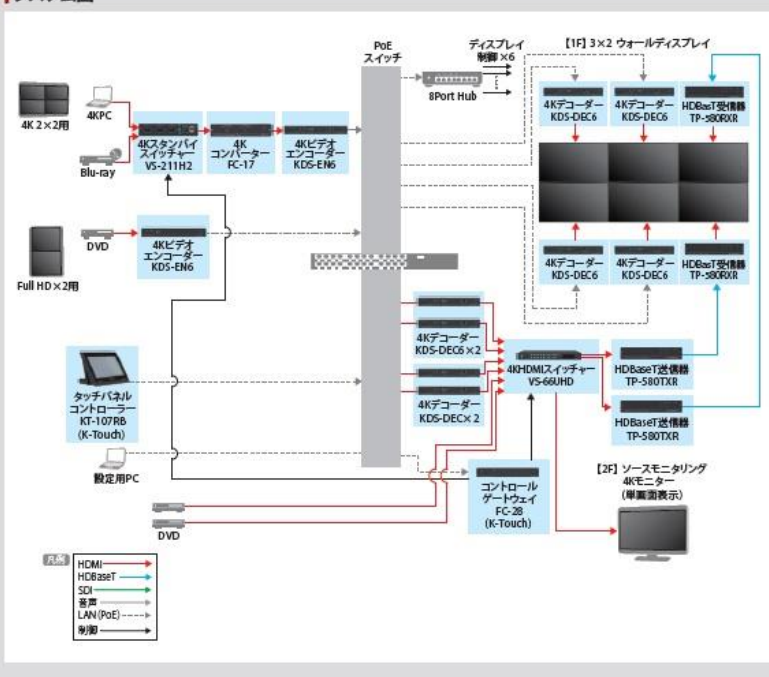 システム図
PoE
スイッチ
ディスプレイ
制御×6
8Port Hub
【1F】3×2 ウォールディスプレイ
4K 2×2用
4KPC
Blu-ray
4Kスタンバイ
スイッチャー
VS-211H2
4K
コンバーター
FC-17
4Kビデオ
エンコーダー
KDS-EN6
4Kデコーダー
KDS-DEC6
4Kデコーダー
KDS-DEC6
HDBaseT受信器
TP-580RXR
Full HD×2用
DVD
4Kビデオ
エンコーダー
KDS-EN6
4Kデコーダー
KDS-DEC6
4Kデコーダー
KDS-DEC6
HDBaseT受信器
TP-580RXR
タッチパネル
コントローラー
KT-107RB
(K-Touch)
設定用PC
DVD
4Kデコーダー
KDS-DEC6×2
4Kデコーダー
KDS-DEC×2
4KHDMIスイッチャー
VS-66UHD
HDBaseT送信器
TP-580TXR
HDBaseT送信器
TP-580TXR
コントロール
ゲートウェイ
FC-28
(K-Touch)
【2F】ソースモニタリング
4Kモニター
(単画面表示)
凡例
HDMI
HDBaseT
SDI
音声
LAN(PoE)
制御